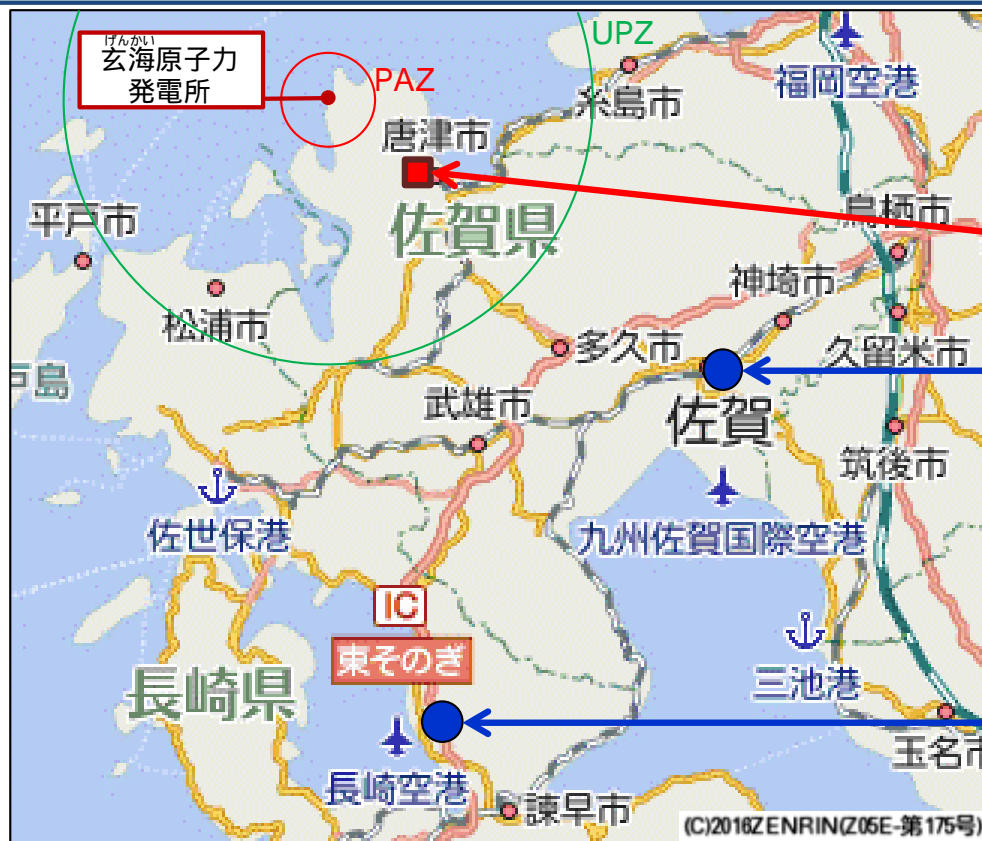 げんかい
玄海原子力
発電所
PAZ
UPZ
福岡空港
糸島市
唐津市
鳥栖市
平戸市
佐賀県
神埼市
松浦市
多久市
久留米市
戸島
武雄市
佐賀
筑後市
佐世保港
九州佐賀国際空港
IC
東そのぎ
長崎県
三池港
玉名市
長崎空港
諫早市
(C)2016ZENRIN(Z05E-第175号)